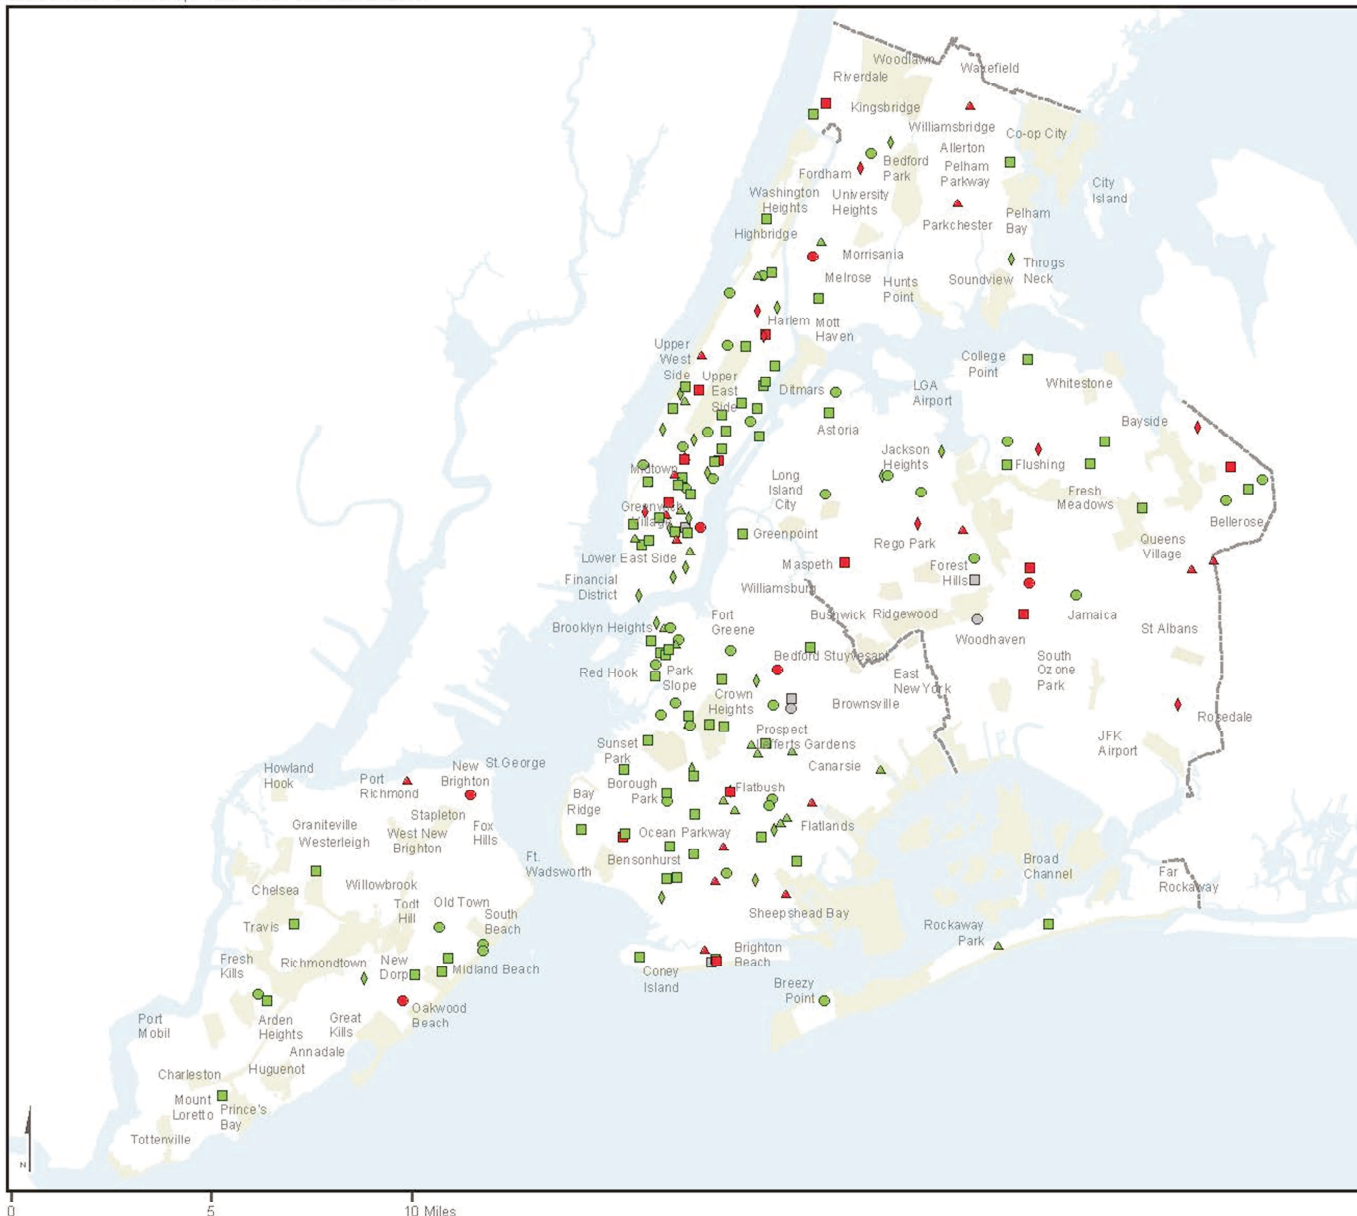 Woodlawn
Wakefield
Riverdale
Kingsbridge
Williamsbridge
Co-op City
Allerton
Bedford
Park
Pelham
Parkway
Fordham
City
Island
Washington
Heights
University
Heights
Pelham
Bay
Parkchester
Highbridge
Morrisania
Melrose
Hunts
Point
Soundview
Throgs
Neck
Harlem
Mott
Haven
Upper
West
Side
Upper
East
Side
College
Point
Whitestone
Ditmars
LGA
Airport
Astoria
Bayside
Jackson
Heights
Flushing
Midtown
Long
Island
City
Fresh
Meadows
Greenwich
Village
Bellerose
Greenpoint
Rego Park
Queens
Village
Lower East Side
Maspeth
Forest
Hills
Financial
District
Williamsburg
Bushwick
Ridgewood
Jamaica
Fort
Greene
Brooklyn Heights
Woodhaven
St Albans
Bedford Stuyvesant
Red Hook
Park
Slope
East
New York
South
Ozone
Park
Crown
Heights
Brownsville
Rosedale
Prospect
Lefferts Gardens
JFK
Airport
Sunset
Park
Canarsie
Howland
Hook
Port
Richmond
New
Brighton
St.George
Borough
Park
Flatbush
Bay
Ridge
Stapleton
Graniteville
Westerleigh
West New
Brighton
Fox
Hills
Ocean Parkway
Flatlands
Ft.
Wadsworth
Bensonhurst
Broad
Channel
Far
Rockaway
Chelsea
Willowbrook
Todt
Hill
Old Town
South
Beach
Sheepshead Bay
Travis
Rockaway
Park
Fresh
Kills
Richmondtown
New
Dorp
Midland Beach
Brighton
Beach
Coney
Island
Breezy
Point
Oakwood
Beach
Port
Mobil
Arden
Heights
Great
Kills
Annadale
Huguenot
Charleston
Mount
Loretto
Prince's
Bay
Tottenville
N
0 5 10 Miles